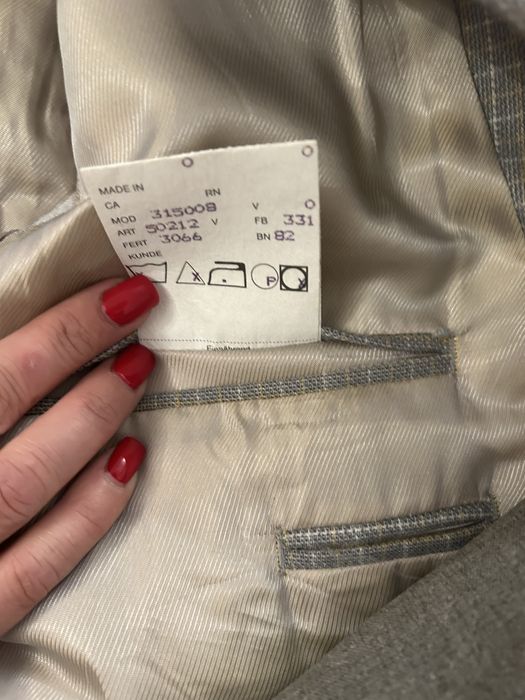 MADE IN RN
CA V O
MOD 315008 FB 331
ART 50212 V BN 82
FERT 3066
KUNDE
X P X